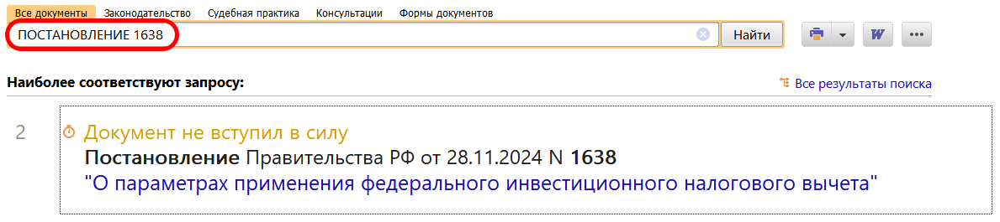 Все документы Законодательство Судебная практика Консультации Формы документов
ПОСТАНОВЛЕНИЕ 1638 Найти W
Наиболее соответствуют запросу: Все результаты поиска
2 Документ не вступил в силу
Постановление Правительства РФ от 28.11.2024 N 1638
"О параметрах применения федерального инвестиционного налогового вычета"